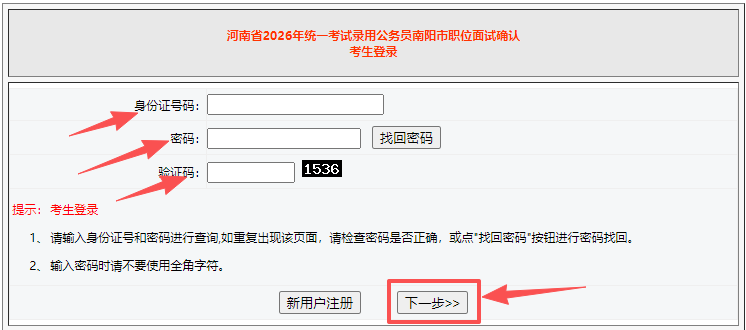 河南省2026年统一考试录用公务员南阳市职位面试确认
考生登录
身份证号码：
密码： 找回密码
验证码： 1536
提示： 考生登录
1、 请输入身份证号和密码进行查询,如重复出现该页面，请检查密码是否正确，或点"找回密码"按钮进行密码找回。
2、 输入密码时请不要使用全角字符。
新用户注册 下一步>>